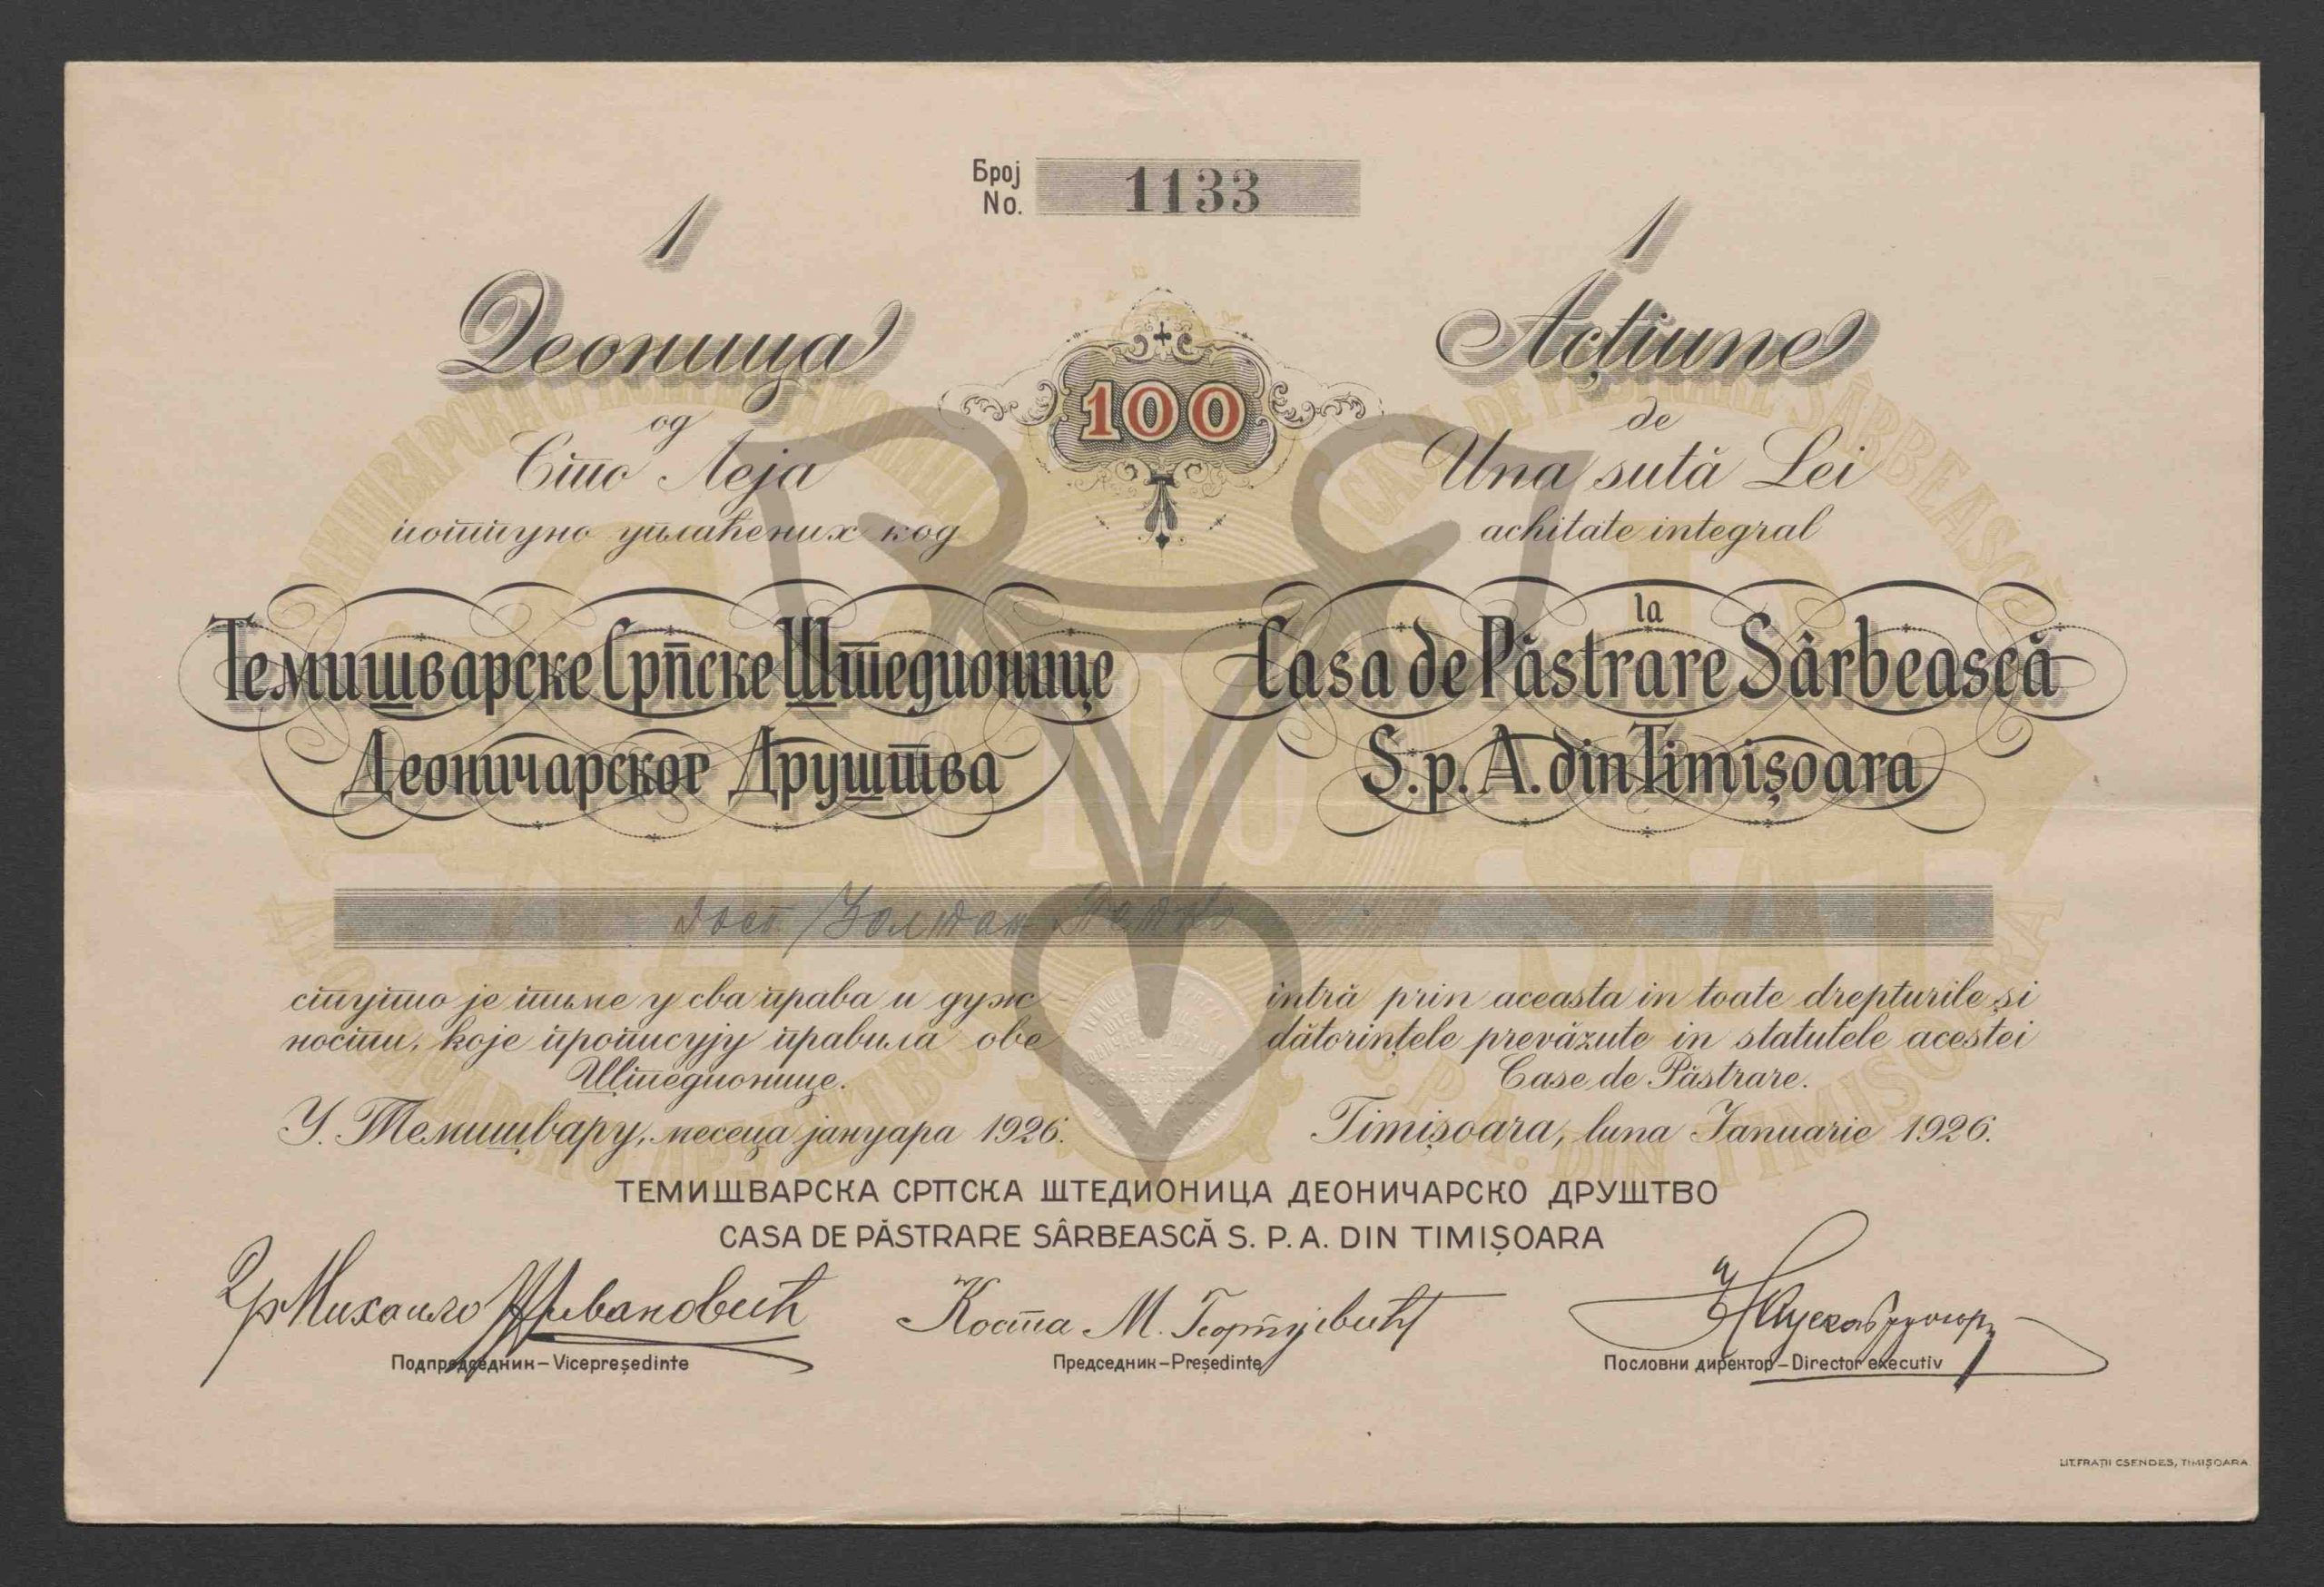 Број
No. 1133
1
Деоница
од
Сто Леја
потпуно уплаћених код
Темишварске Српске Штедионице
Деоничарског Друштва
1
Acțiune
de
Una sută Lei
achitate integral
la
Casa de Păstrare Sârbească
S. p. A. din Timișoara
100
ступио је тиме у сва права и дуж
ности, које прописују правила ове
Штедионице.
У Темишвару, месеца јануара 1926.
intră prin aceasta in toate drepturile și
dătorințele prevăzute in statutele acestei
Case de Păstrare.
Timișoara, luna Ianuarie 1926.
ТЕМИШВАРСКА СРПСКА ШТЕДИОНИЦА ДЕОНИЧАРСКО ДРУШТВО
CASA DE PĂSTRARE SÂRBEASCĂ S. P. A. DIN TIMIȘOARA
Михаило
Коста М.
Подпредседник – Vicepreședinte
Председник – Președinte
Пословни директор – Director executiv
LIT. FRAȚII CSENDES, TIMIȘOARA